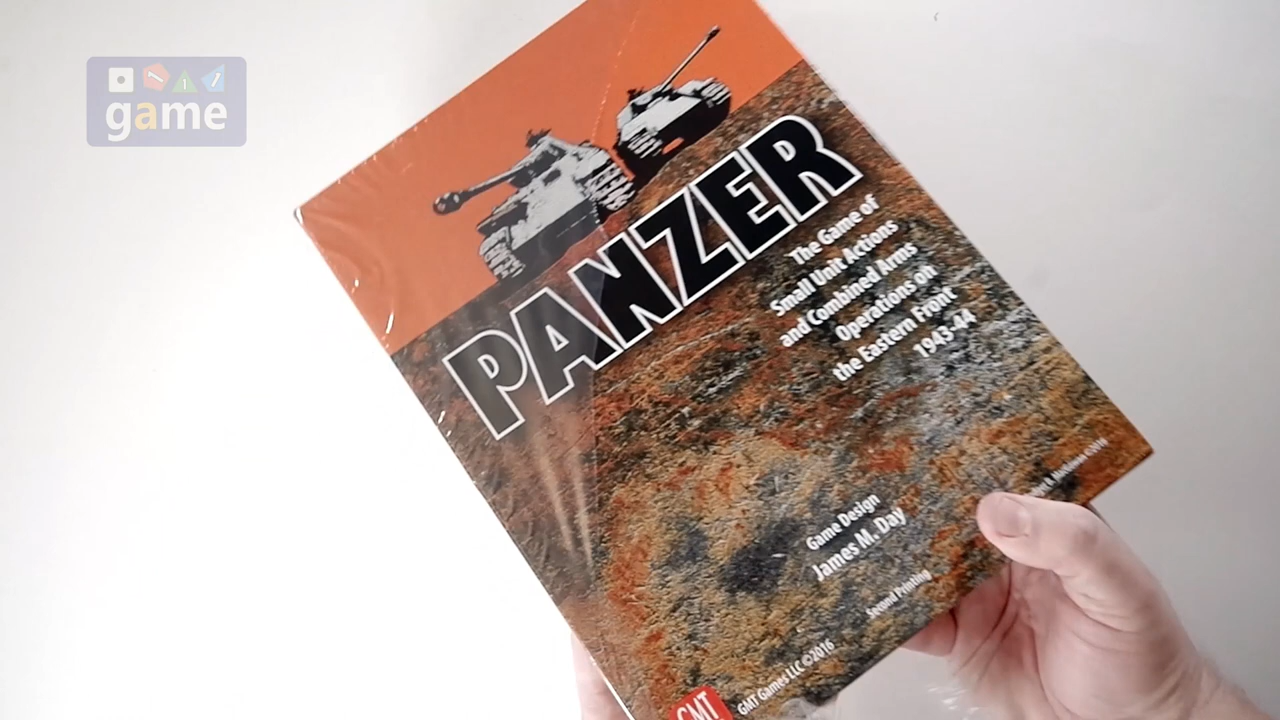 game
PANZER
The Game of
Small Unit Actions
and Combined Arms
Operations on
the Eastern Front
1943-44
Game Design
James M. Day
Second Printing
GMT
GMT Games LLC ©2016